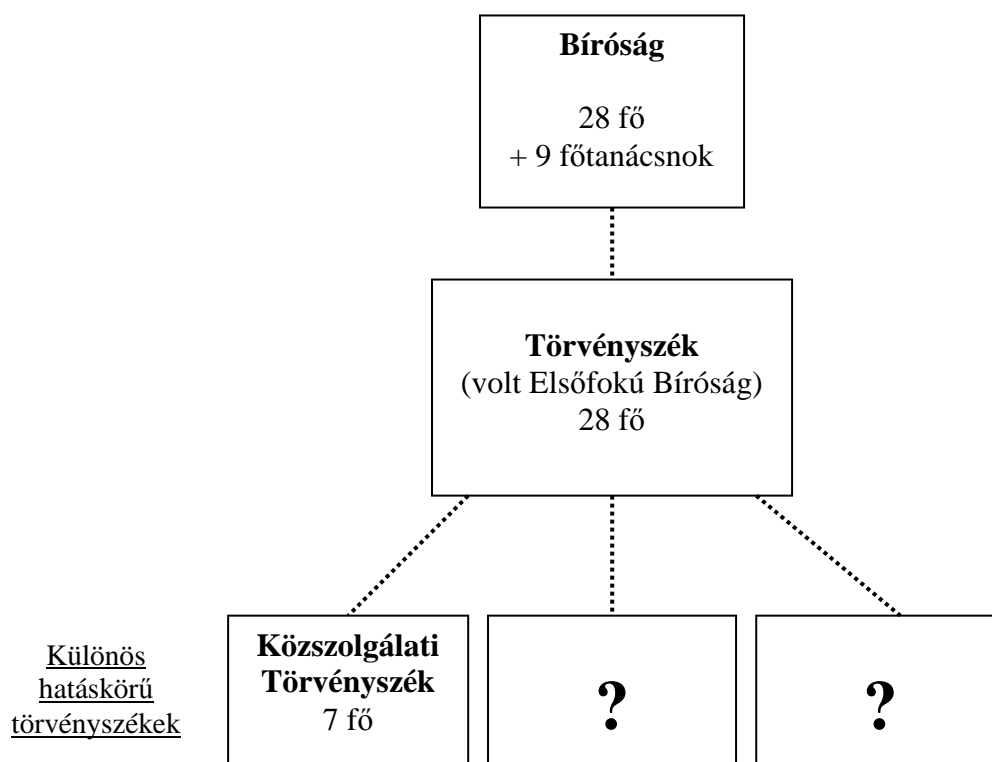 Bíróság
28 fő
+ 9 főtanácsnok
Törvényszék
(volt Elsőfokú Bíróság)
28 fő
Különös
hatáskörű
törvényszékek
Közszolgálati
Törvényszék
7 fő
?
?